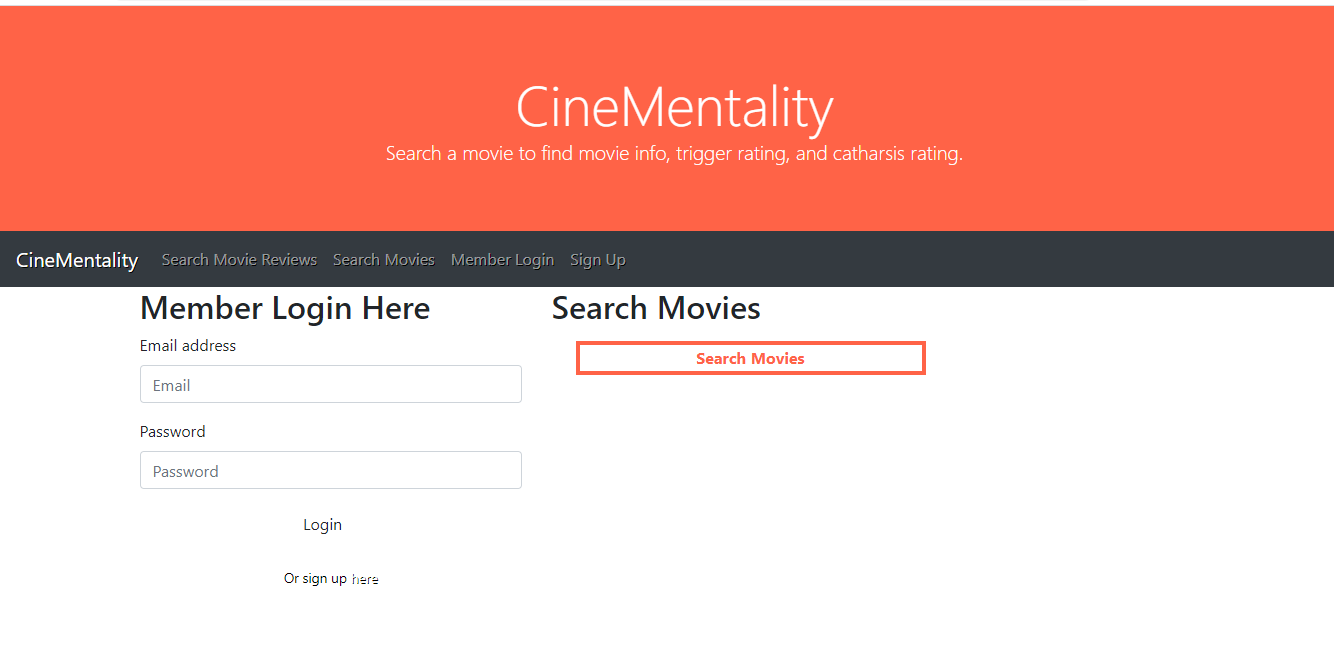 CineMentality
Search a movie to find movie info, trigger rating, and catharsis rating.
CineMentality Search Movie Reviews Search Movies Member Login Sign Up
Member Login Here
Email address
Email
Password
Password
Login
Or sign up here
Search Movies
Search Movies